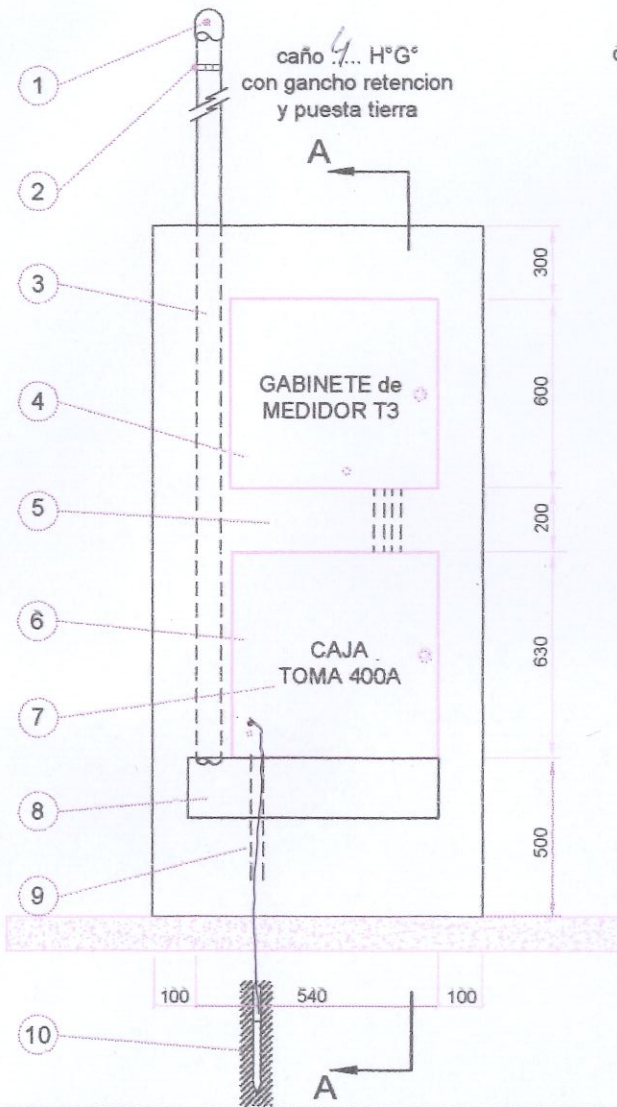 1
caño ..4.. H°G°
con gancho retencion
y puesta tierra
2
A
3
300
GABINETE de
MEDIDOR T3
600
4
5
200
6
CAJA
TOMA 400A
630
7
8
500
9
100
540
100
10
A